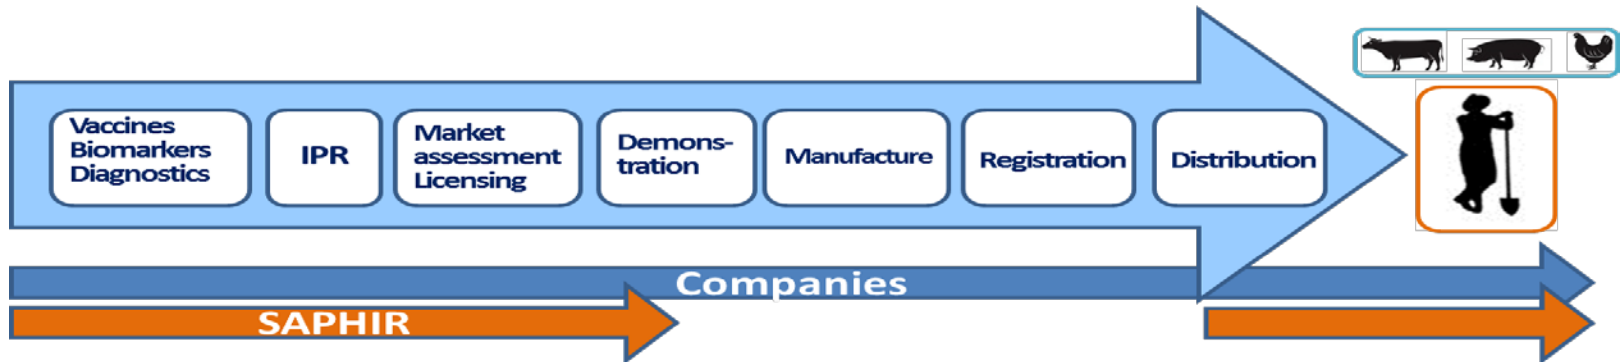 Vaccines
Biomarkers
Diagnostics
IPR
Market
assessment
Licensing
Demons-
tration
Manufacture
Registration
Distribution
Companies
SAPHIR